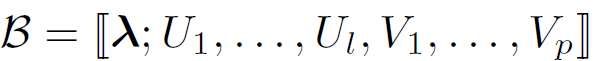 ℬ = ⟦𝝀; U₁, …, Uₗ, V₁, …, Vₚ⟧